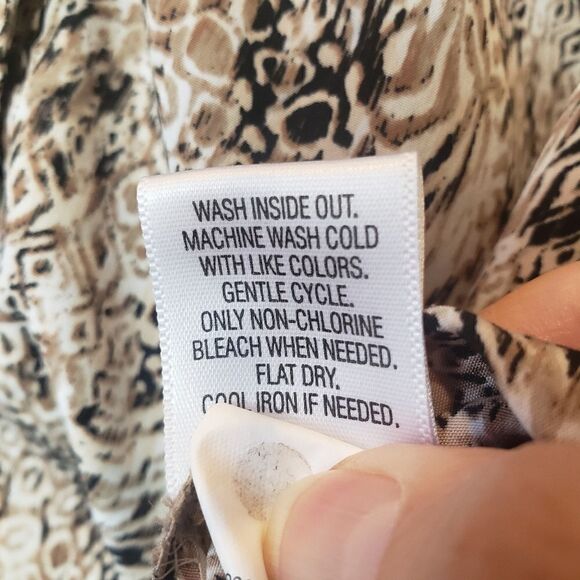 WASH INSIDE OUT.
MACHINE WASH COLD
WITH LIKE COLORS.
GENTLE CYCLE.
ONLY NON-CHLORINE
BLEACH WHEN NEEDED.
FLAT DRY.
COOL IRON IF NEEDED.